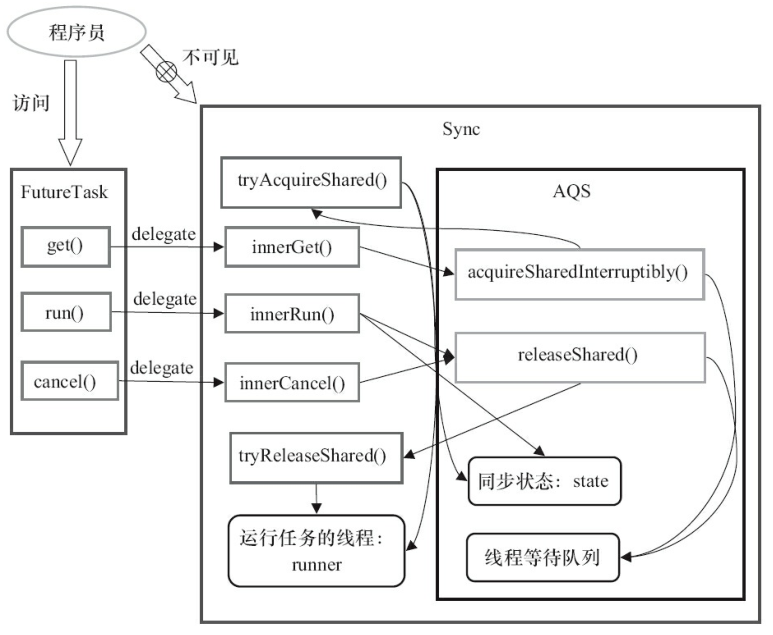 程序员
不可见
访问
Sync
FutureTask
tryAcquireShared()
AQS
get()
delegate
innerGet()
acquireSharedInterruptibly()
run()
delegate
innerRun()
releaseShared()
cancel()
delegate
innerCancel()
tryReleaseShared()
同步状态：state
运行任务的线程：
runner
线程等待队列